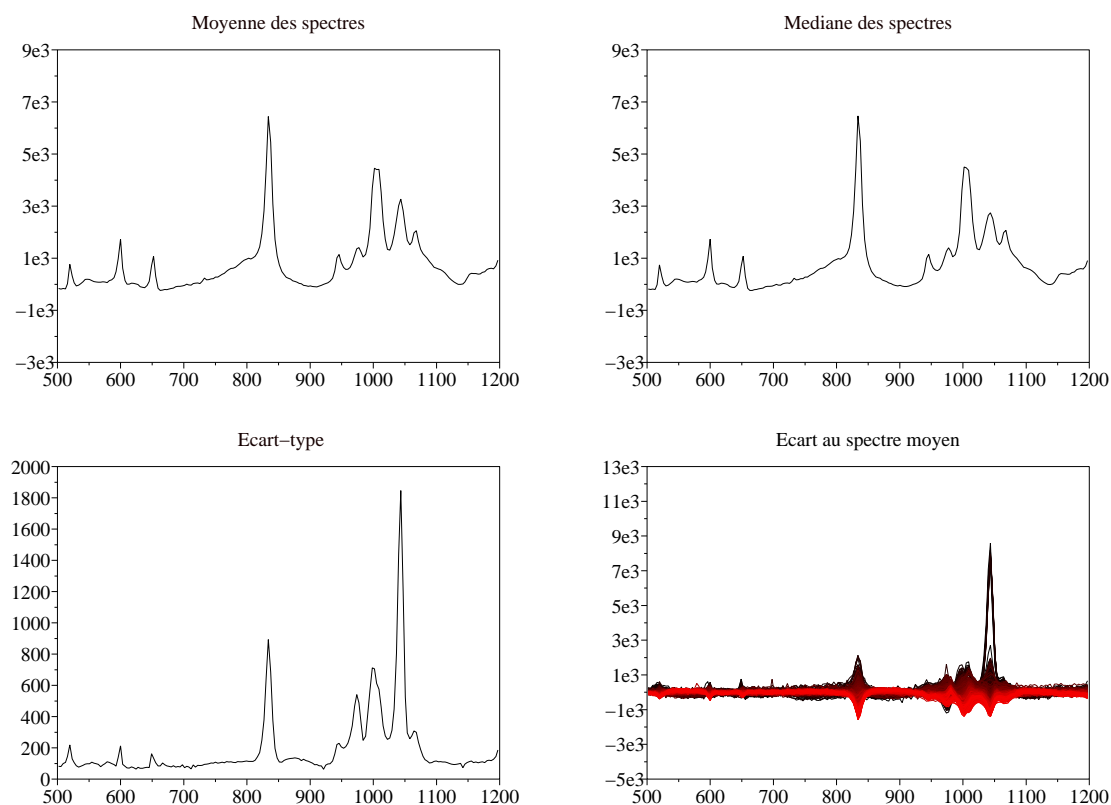 Moyenne des spectres
9e3
7e3
5e3
3e3
1e3
−1e3
−3e3
500 600 700 800 900 1000 1100 1200
Mediane des spectres
9e3
7e3
5e3
3e3
1e3
−1e3
−3e3
500 600 700 800 900 1000 1100 1200
Ecart−type
2000
1800
1600
1400
1200
1000
800
600
400
200
0
500 600 700 800 900 1000 1100 1200
Ecart au spectre moyen
13e3
11e3
9e3
7e3
5e3
3e3
1e3
−1e3
−3e3
−5e3
500 600 700 800 900 1000 1100 1200